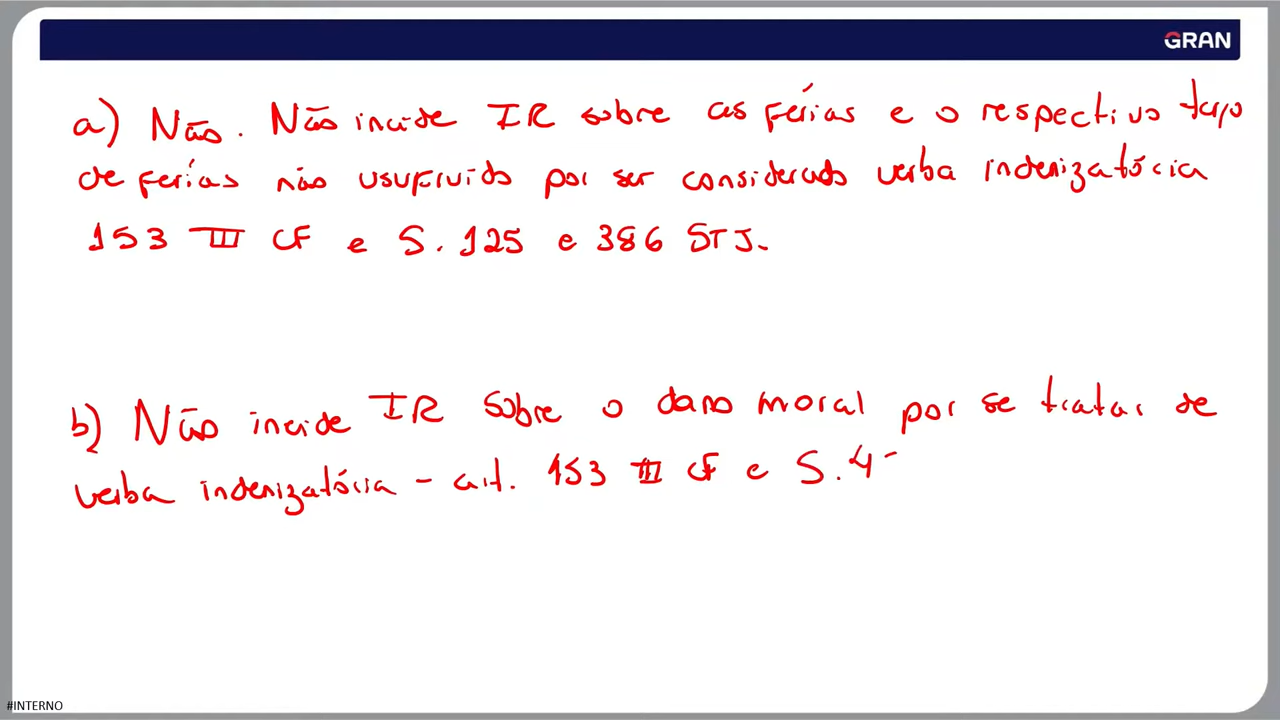 GRAN
a) Não. Não incide IR sobre as férias e o respectivo terço
de férias não usufruído por ser considerado verba indenizatória
153 III CF e S. 125 e 386 STJ.
b) Não incide IR sobre o dano moral por se tratar de
verba indenizatória - art. 153 III CF e S. 4-
#INTERNO